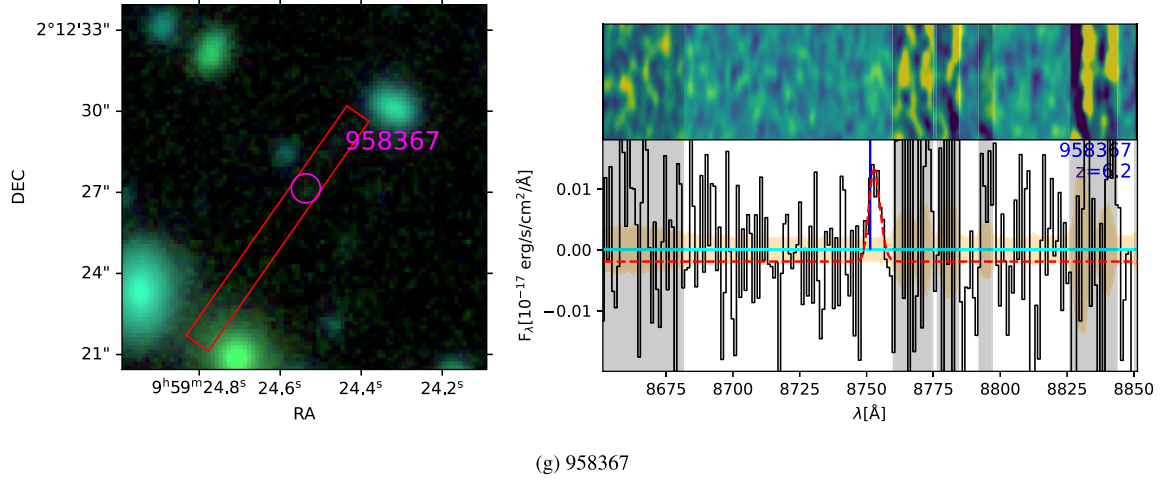 2°12'33"
30"
27"
24"
21"
DEC
9ʰ59ᵐ24.8ˢ
24.6ˢ
24.4ˢ
24.2ˢ
RA
958367
958367
z=6.2
0.01
0.00
−0.01
F_λ[10⁻¹⁷ erg/s/cm²/Å]
8675
8700
8725
8750
8775
8800
8825
8850
λ[Å]
(g) 958367